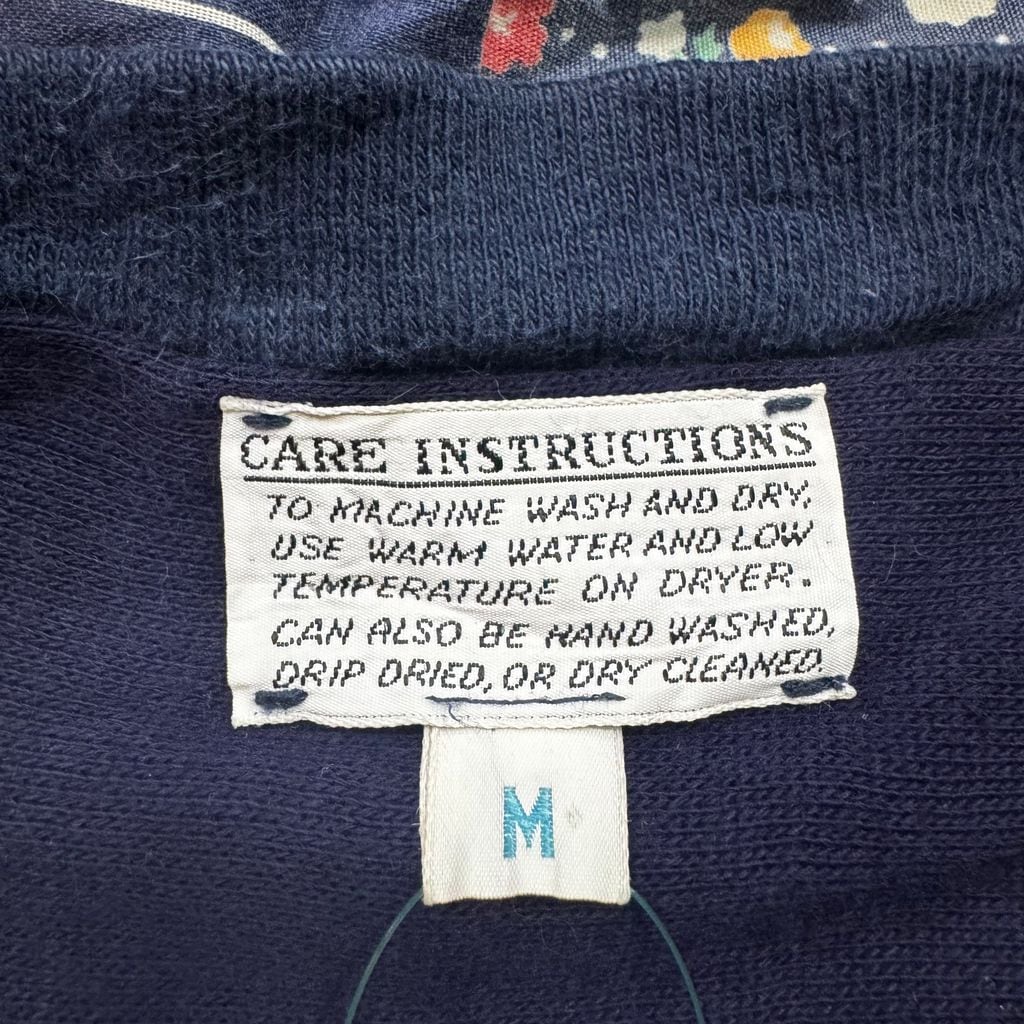 CARE INSTRUCTIONS
TO MACHINE WASH AND DRY,
USE WARM WATER AND LOW
TEMPERATURE ON DRYER.
CAN ALSO BE HAND WASHED,
DRIP DRIED, OR DRY CLEANED.
M